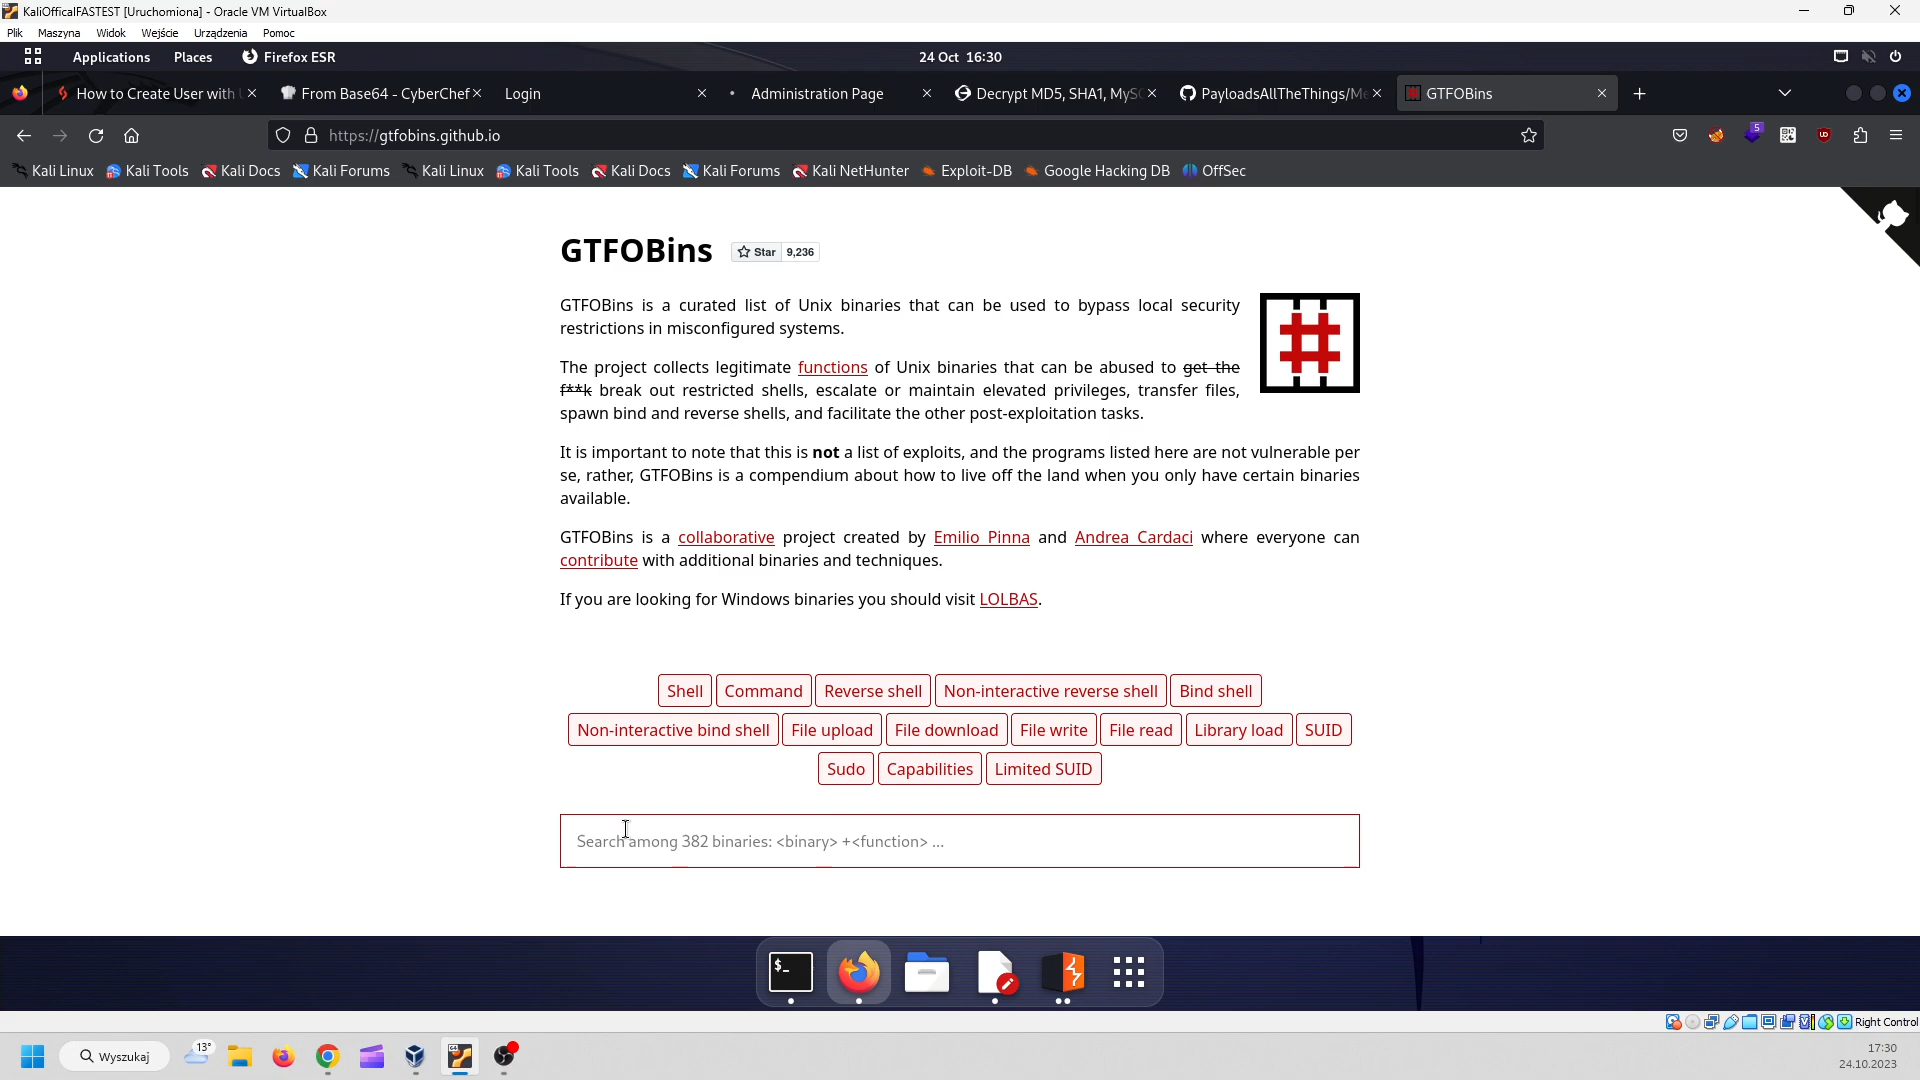 KaliOfficalFASTEST [Uruchomiona] - Oracle VM VirtualBox
Plik Maszyna Widok Wejście Urządzenia Pomoc
Applications Places Firefox ESR 24 Oct 16:30
How to Create User with From Base64 - CyberChef Login Administration Page Decrypt MD5, SHA1, MySQ PayloadsAllTheThings/Me GTFOBins
https://gtfobins.github.io 5
Kali Linux Kali Tools Kali Docs Kali Forums Kali Linux Kali Tools Kali Docs Kali Forums Kali NetHunter Exploit-DB Google Hacking DB OffSec
GTFOBins Star 9,236
GTFOBins is a curated list of Unix binaries that can be used to bypass local security
restrictions in misconfigured systems.
The project collects legitimate functions of Unix binaries that can be abused to get the
f**k break out restricted shells, escalate or maintain elevated privileges, transfer files,
spawn bind and reverse shells, and facilitate the other post-exploitation tasks.
It is important to note that this is not a list of exploits, and the programs listed here are not vulnerable per
se, rather, GTFOBins is a compendium about how to live off the land when you only have certain binaries
available.
GTFOBins is a collaborative project created by Emilio Pinna and Andrea Cardaci where everyone can
contribute with additional binaries and techniques.
If you are looking for Windows binaries you should visit LOLBAS.
Shell Command Reverse shell Non-interactive reverse shell Bind shell
Non-interactive bind shell File upload File download File write File read Library load SUID
Sudo Capabilities Limited SUID
Search among 382 binaries: <binary> +<function> ...
$_
Right Control
13°
Wyszukaj
17:30
24.10.2023